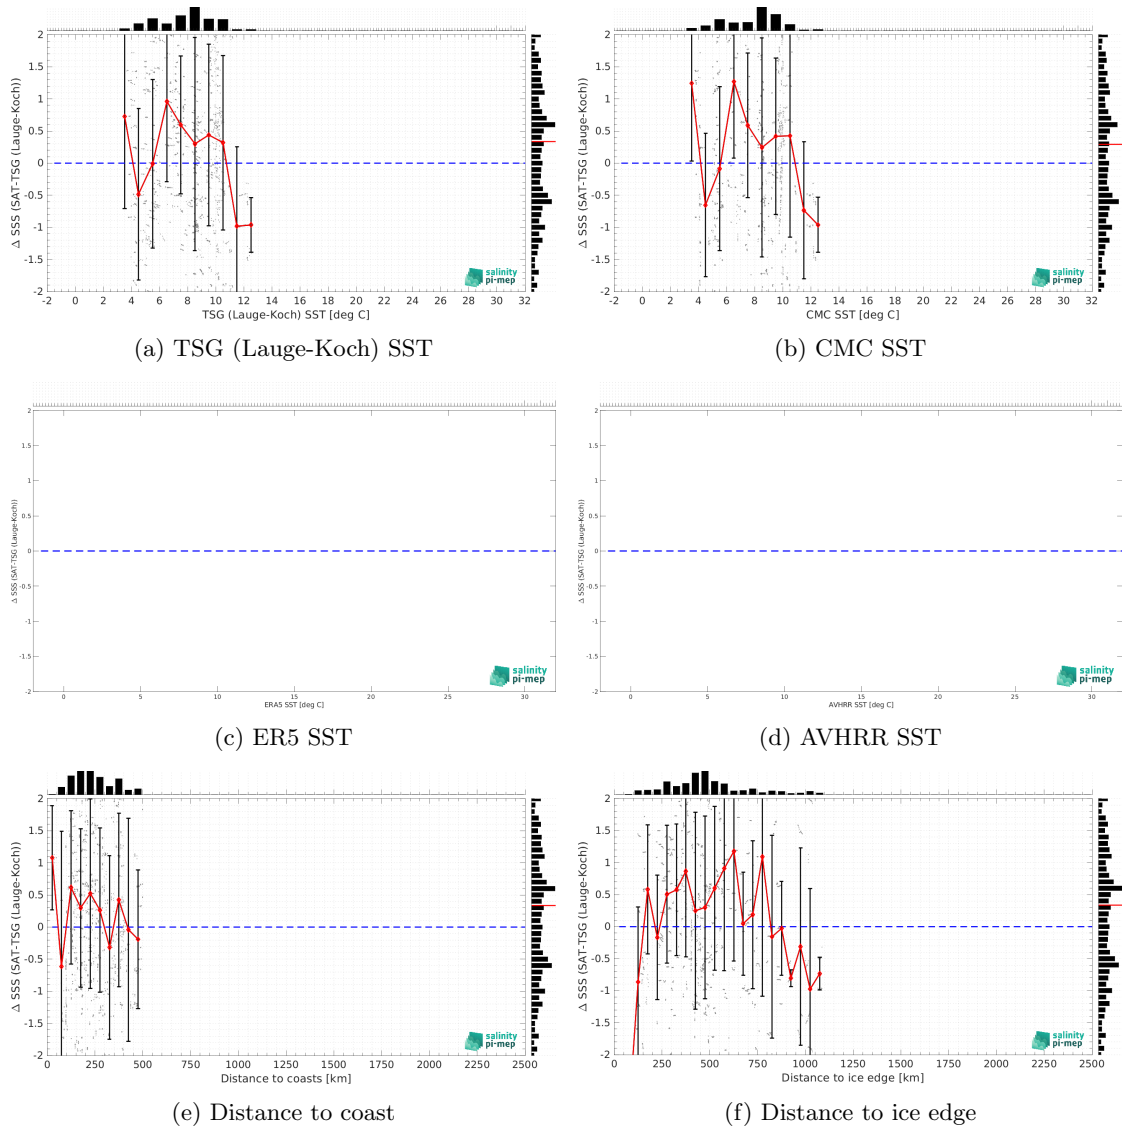 2
1.5
1
0.5
0
-0.5
-1
-1.5
-2
Δ SSS (SAT-TSG (Lauge-Koch))
-2 0 2 4 6 8 10 12 14 16 18 20 22 24 26 28 30 32
TSG (Lauge-Koch) SST [deg C]
salinity
pi-mep
(a) TSG (Lauge-Koch) SST
2
1.5
1
0.5
0
-0.5
-1
-1.5
-2
Δ SSS (SAT-TSG (Lauge-Koch))
-2 0 2 4 6 8 10 12 14 16 18 20 22 24 26 28 30 32
CMC SST [deg C]
salinity
pi-mep
(b) CMC SST
2
1.5
1
0.5
0
-0.5
-1
-1.5
-2
Δ SSS (SAT-TSG (Lauge-Koch))
0 5 10 15 20 25 30
ERA5 SST [deg C]
salinity
pi-mep
(c) ER5 SST
2
1.5
1
0.5
0
-0.5
-1
-1.5
-2
Δ SSS (SAT-TSG (Lauge-Koch))
0 5 10 15 20 25 30
AVHRR SST [deg C]
salinity
pi-mep
(d) AVHRR SST
2
1.5
1
0.5
0
-0.5
-1
-1.5
-2
Δ SSS (SAT-TSG (Lauge-Koch))
0 250 500 750 1000 1250 1500 1750 2000 2250 2500
Distance to coasts [km]
salinity
pi-mep
(e) Distance to coast
2
1.5
1
0.5
0
-0.5
-1
-1.5
-2
Δ SSS (SAT-TSG (Lauge-Koch))
0 250 500 750 1000 1250 1500 1750 2000 2250 2500
Distance to ice edge [km]
salinity
pi-mep
(f) Distance to ice edge